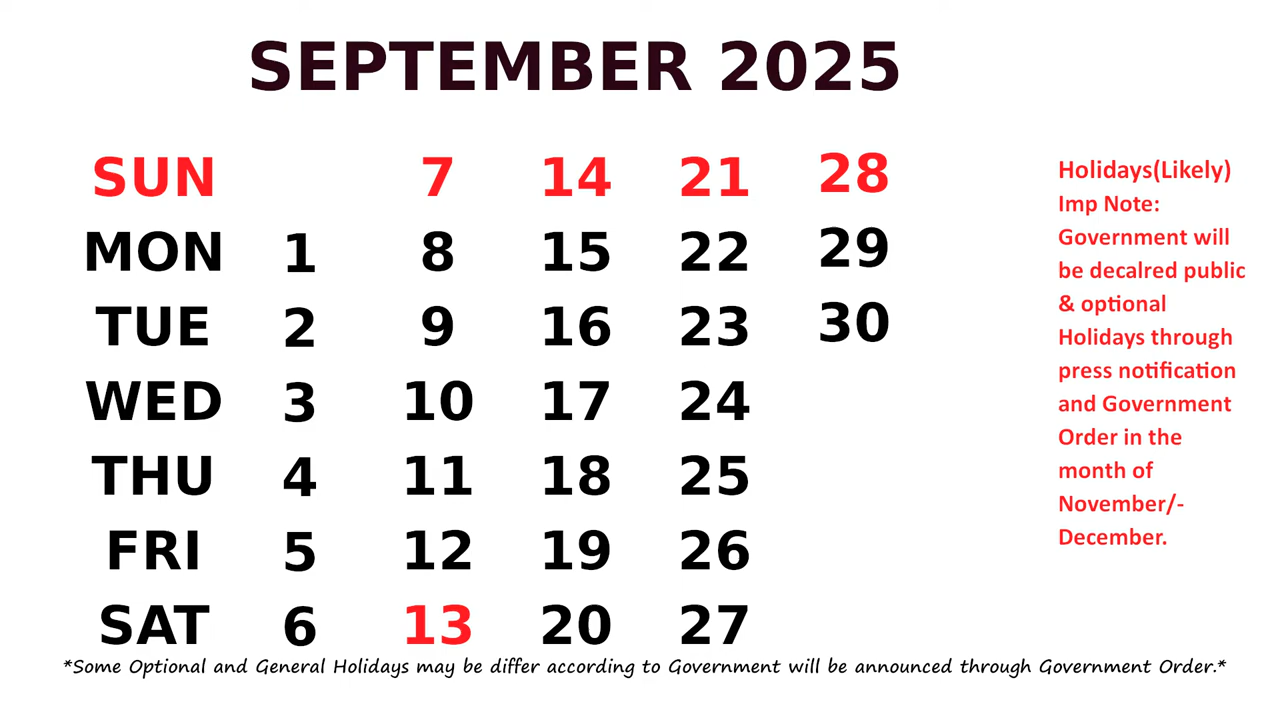 SEPTEMBER 2025
SUN 7 14 21 28
MON 1 8 15 22 29
TUE 2 9 16 23 30
WED 3 10 17 24
THU 4 11 18 25
FRI 5 12 19 26
SAT 6 13 20 27
Holidays(Likely)
Imp Note:
Government will
be decalred public
& optional
Holidays through
press notification
and Government
Order in the
month of
November/-
December.
*Some Optional and General Holidays may be differ according to Government will be announced through Government Order.*